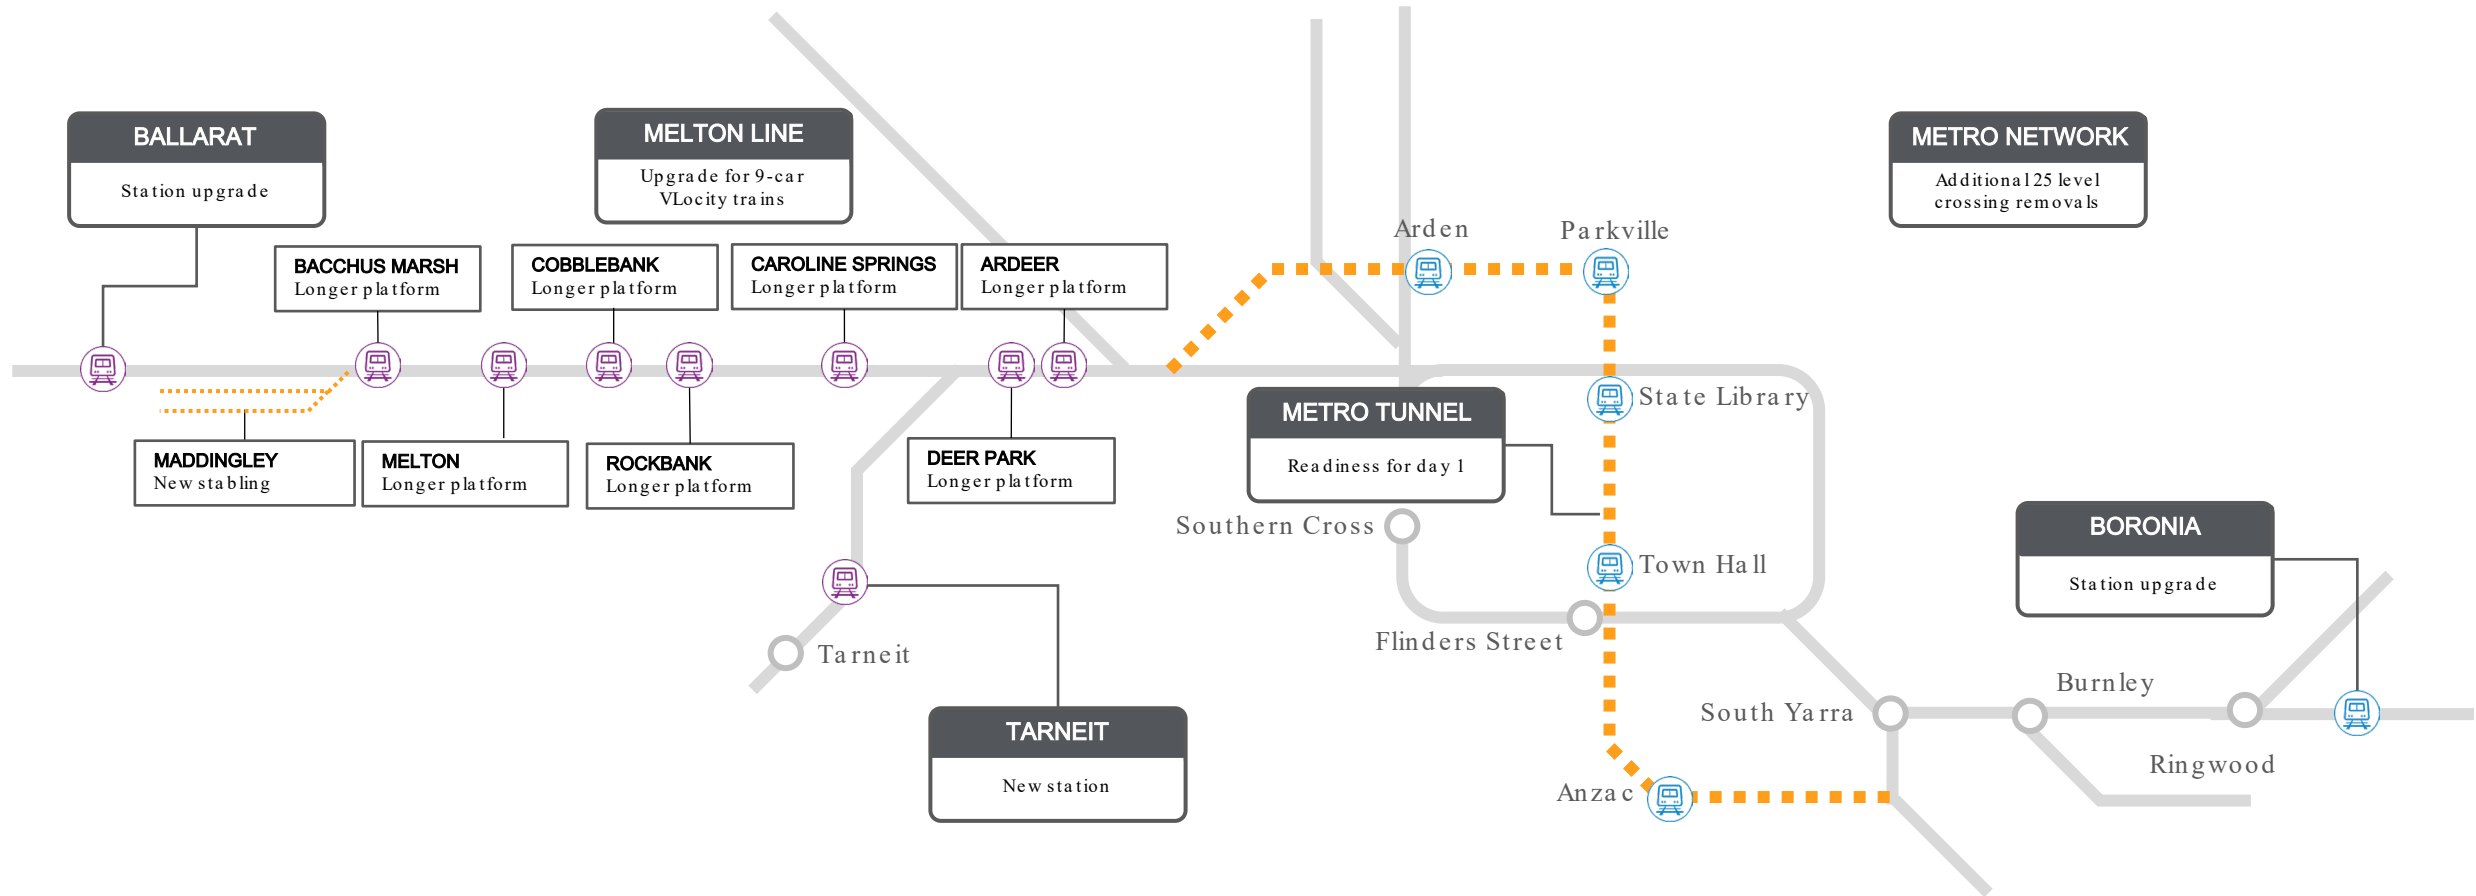 BALLARAT
Station upgrade
MELTON LINE
Upgrade for 9-car
VLocity trains
METRO NETWORK
Additional 25 level
crossing removals
BACCHUS MARSH
Longer platform
COBBLEBANK
Longer platform
CAROLINE SPRINGS
Longer platform
ARDEER
Longer platform
Arden
Parkville
MADDINGLEY
New stabling
MELTON
Longer platform
ROCKBANK
Longer platform
DEER PARK
Longer platform
METRO TUNNEL
Readiness for day 1
State Library
Southern Cross
Town Hall
Flinders Street
BORONIA
Station upgrade
Tarneit
TARNEIT
New station
South Yarra
Burnley
Ringwood
Anzac